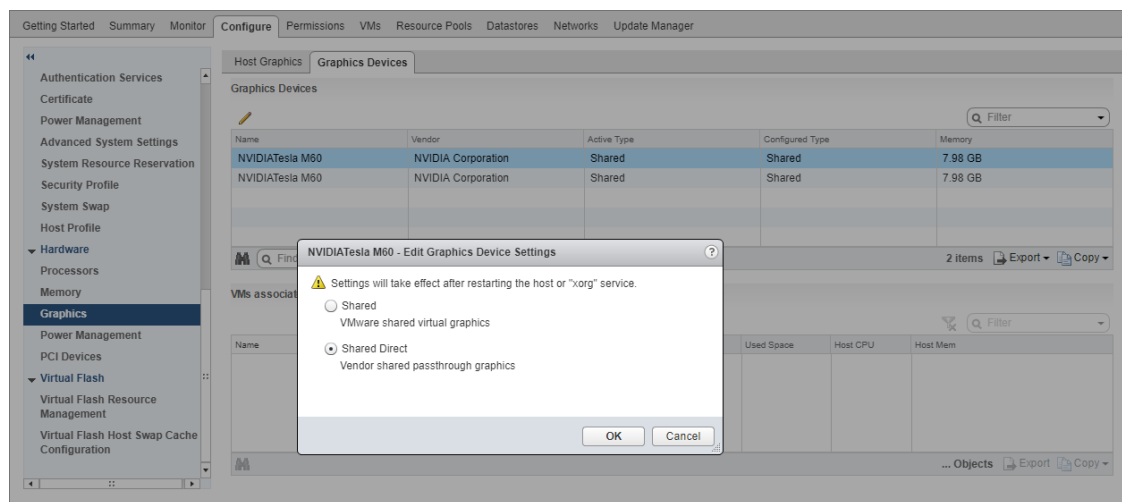 Getting Started Summary Monitor Configure Permissions VMs Resource Pools Datastores Networks Update Manager
Authentication Services
Certificate
Power Management
Advanced System Settings
System Resource Reservation
Security Profile
System Swap
Host Profile
Hardware
Processors
Memory
Graphics
Power Management
PCI Devices
Virtual Flash
Virtual Flash Resource
Management
Virtual Flash Host Swap Cache
Configuration
Host Graphics Graphics Devices
Graphics Devices
Filter
Name Vendor Active Type Configured Type Memory
NVIDIATesla M60 NVIDIA Corporation Shared Shared 7.98 GB
NVIDIATesla M60 NVIDIA Corporation Shared Shared 7.98 GB
Find
2 items Export Copy
VMs associat
Filter
Name Used Space Host CPU Host Mem
... Objects Export Copy
NVIDIATesla M60 - Edit Graphics Device Settings ?
Settings will take effect after restarting the host or "xorg" service.
Shared
VMware shared virtual graphics
Shared Direct
Vendor shared passthrough graphics
OK Cancel